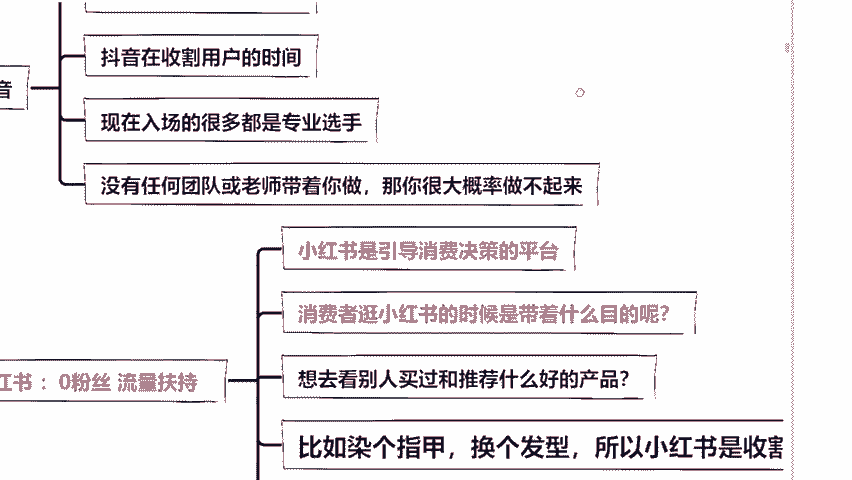 音
抖音在收割用户的时间
现在入场的很多都是专业选手
没有任何团队或老师带着你做，那你很大概率做不起来
红书：0粉丝 流量扶持
小红书是引导消费决策的平台
消费者逛小红书的时候是带着什么目的呢？
想去看别人买过和推荐什么好的产品？
比如染个指甲，换个发型，所以小红书是收割